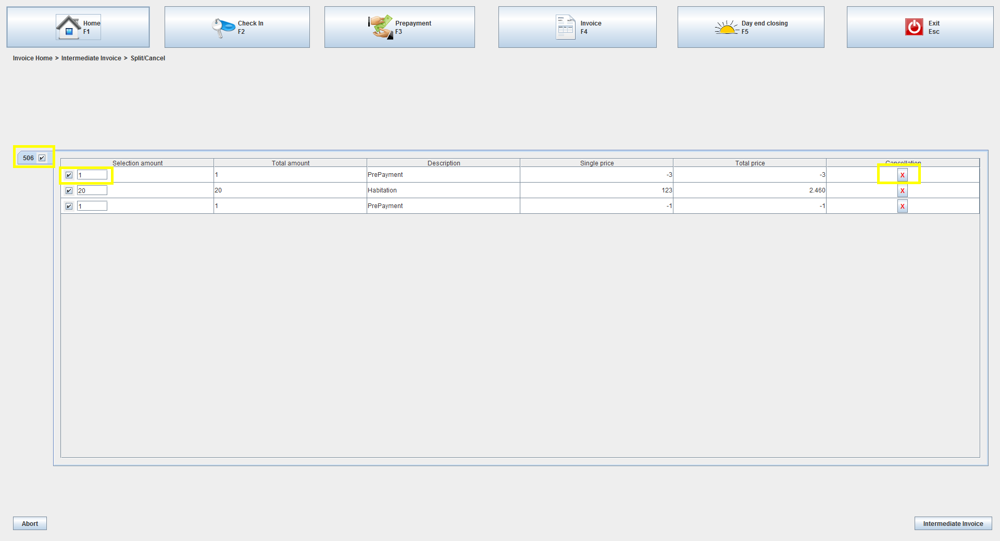 Home
F1
Check In
F2
Prepayment
F3
Invoice
F4
Day end closing
F5
Exit
Esc
Invoice Home > Intermediate Invoice > Split/Cancel
506
Selection amount Total amount Description Single price Total price Cancellation
1 1 PrePayment -3 -3 X
20 20 Habitation 123 2.460 X
1 1 PrePayment -1 -1 X
Abort
Intermediate Invoice